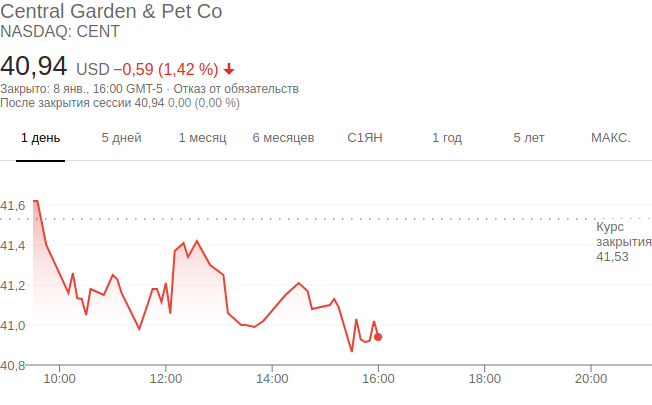 Central Garden & Pet Co
NASDAQ: CENT
40,94 USD −0,59 (1,42 %)
Закрыто: 8 янв., 16:00 GMT-5 · Отказ от обязательств
После закрытия сессии 40,94 0,00 (0,00 %)
1 день 5 дней 1 месяц 6 месяцев С1ЯН 1 год 5 лет МАКС.
41,6
Курс
закрытия
41,53
41,4
41,2
41,0
40,8
10:00 12:00 14:00 16:00 18:00 20:00